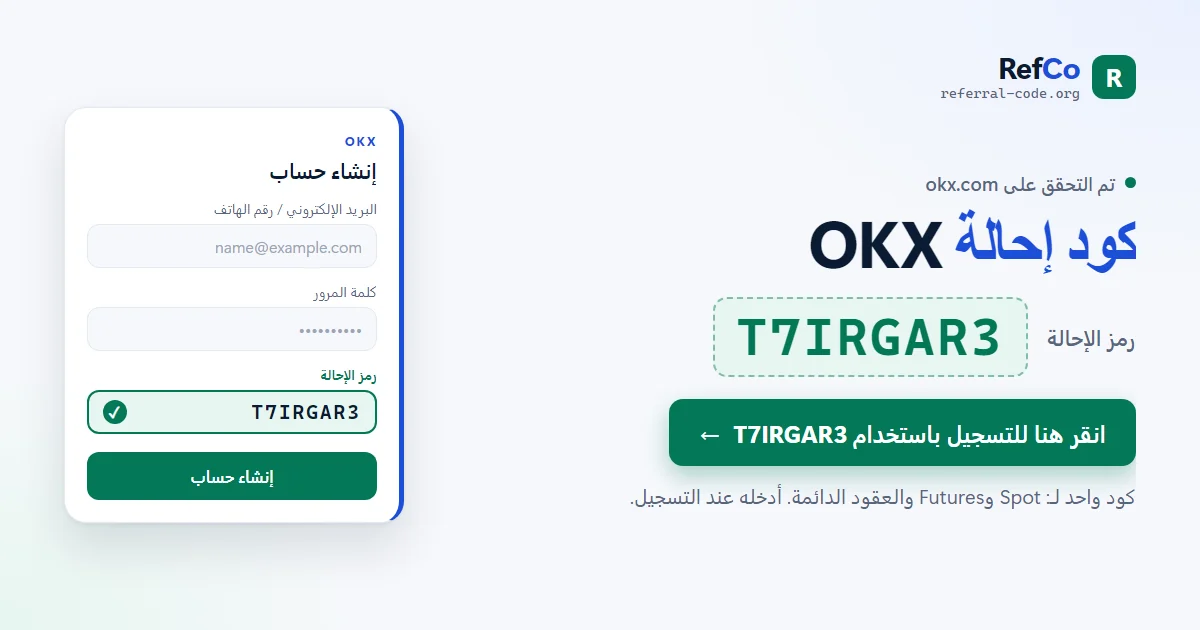 RefCo
R
referral-code.org
تم التحقق على okx.com
كود إحالة OKX
رمز الإحالة T7IRGAR3
انقر هنا للتسجيل باستخدام T7IRGAR3 ←
كود واحد لـ: Spot وFutures والعقود الدائمة. أدخله عند التسجيل.
OKX
إنشاء حساب
البريد الإلكتروني / رقم الهاتف
name@example.com
كلمة المرور
••••••••••
رمز الإحالة
T7IRGAR3
إنشاء حساب